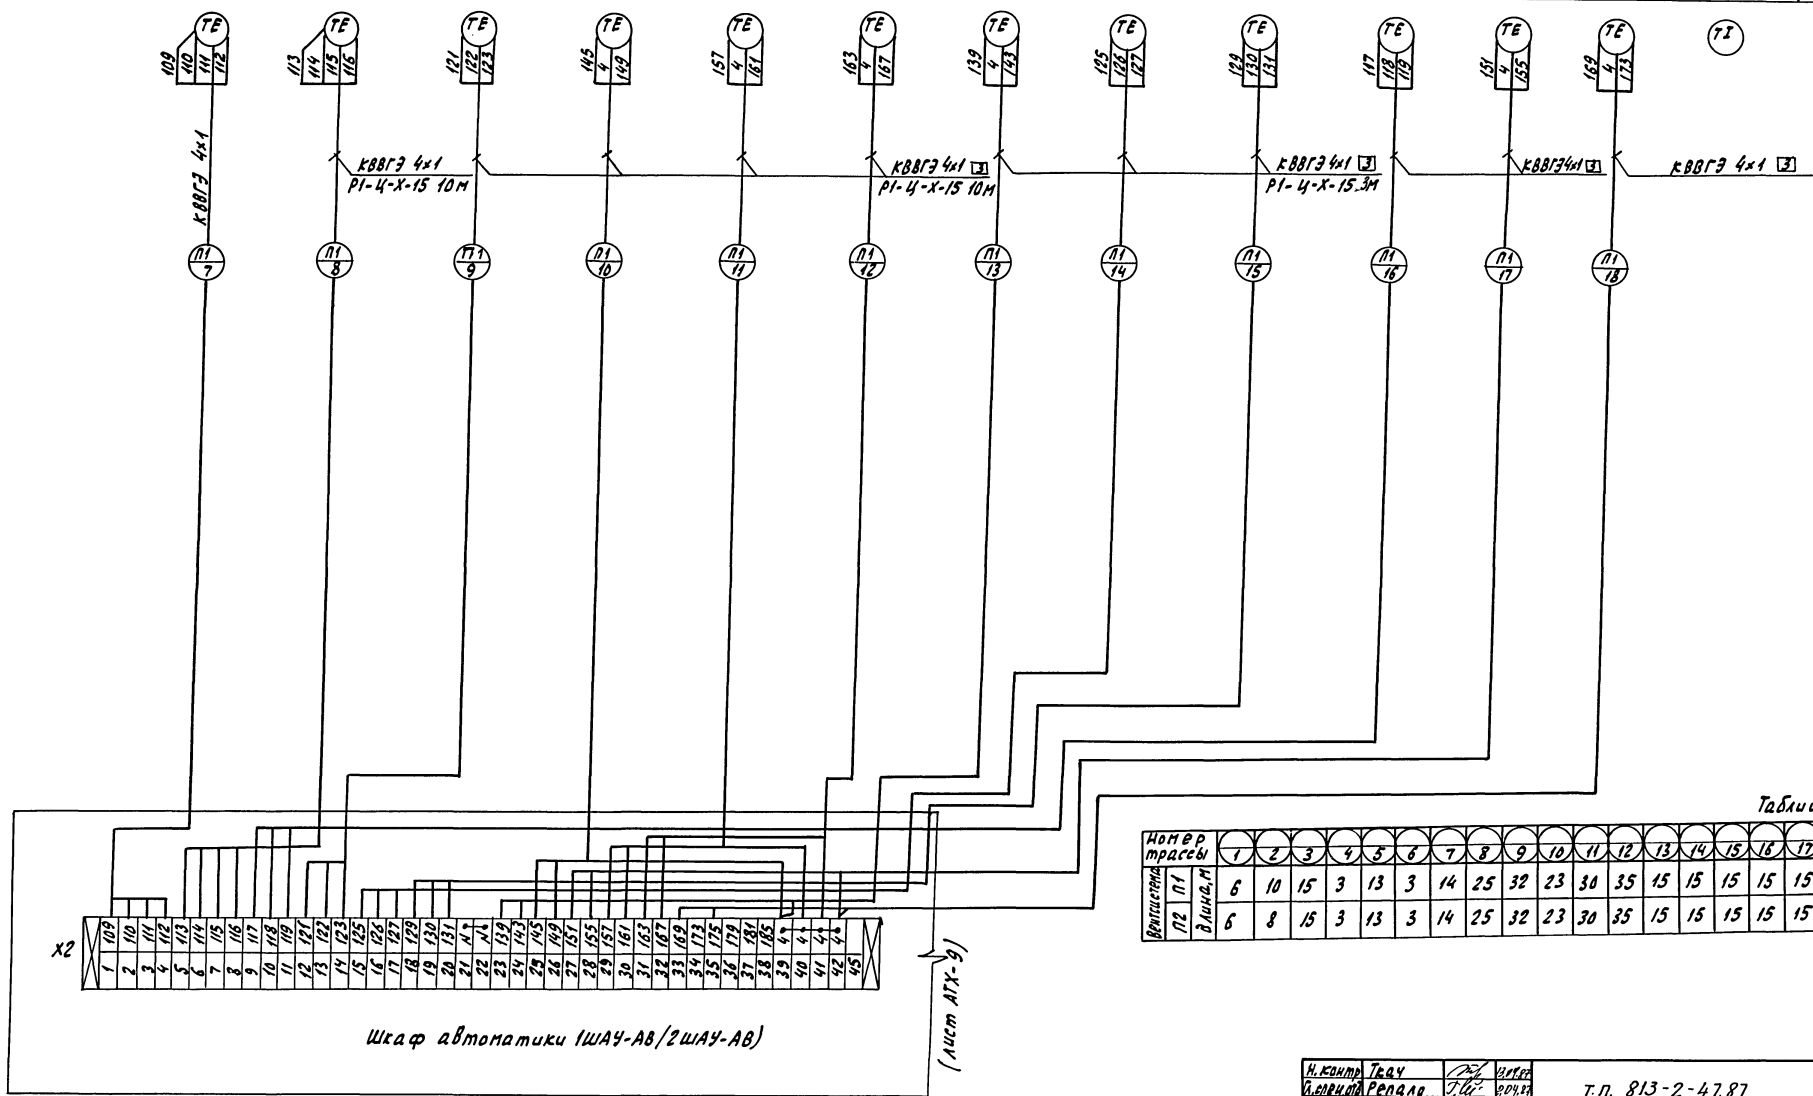 ТЕ ТЕ ТЕ ТЕ ТЕ ТЕ ТЕ ТЕ ТЕ ТЕ ТЕ ТЕ ТI
109 110 111 112
113 114 115 116
121 122 123
145 4 149
157 4 161
163 4 167
139 4 143
125 126 127
129 130 131
117 118 119
151 4 155
169 4 173
КВВГЭ 4х1
КВВГЭ 4х1
Р1-Ц-Х-15 10м
КВВГЭ 4х1 3
Р1-Ц-Х-15 10м
КВВГЭ 4х1 3
Р1-Ц-Х-15.3м
КВВГЭ4х1 3
КВВГЭ 4х1 3
П1 П1 П1 П1 П1 П1 П1 П1 П1 П1 П1 П1
7 8 9 10 11 12 13 14 15 16 17 18
Номер трассы 1 2 3 4 5 6 7 8 9 10 11 12 13 14 15 16 17
Вентсистема Длина,м
П1 6 10 15 3 13 3 14 25 32 23 30 35 15 15 15 15 15
П2 6 8 15 3 13 3 14 25 32 23 30 35 15 15 15 15 15
Х2
109 110 111 112 113 114 115 116 117 118 119 121 122 123 125 126 127 129 130 131 N N 139 143 145 149 151 155 157 161 163 167 169 173 175 179 181 185 4 4 4 4
1 2 3 4 5 6 7 8 9 10 11 12 13 14 15 16 17 18 19 20 21 22 23 24 25 26 27 28 29 30 31 32 33 34 35 36 37 38 39 40 41 42 45
Шкаф автоматики 1ШАУ-АВ/2ШАУ-АВ)
(лист АТХ-9)
Н.контр Ткач
Репало
т.п. 813-2-47.87